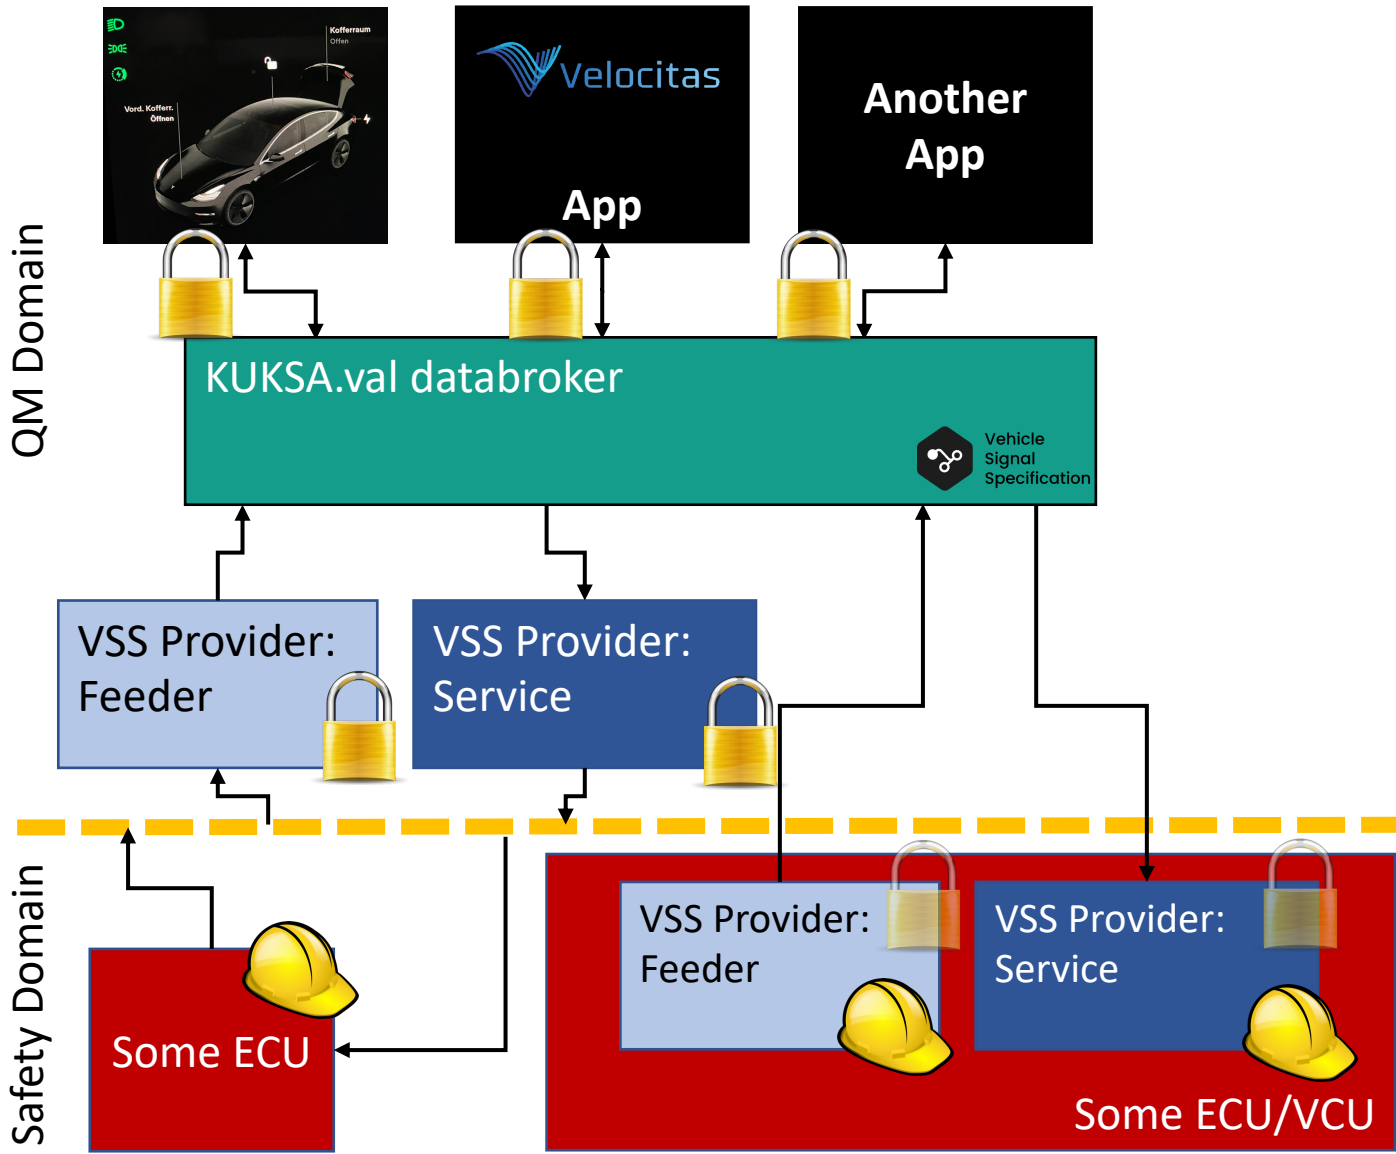 Kofferraum
Offen
Vord. Kofferr.
Öffnen
Velocitas
App
Another
App
QM Domain
KUKSA.val databroker
Vehicle
Signal
Specification
VSS Provider:
Feeder
VSS Provider:
Service
Safety Domain
Some ECU
VSS Provider:
Feeder
VSS Provider:
Service
Some ECU/VCU